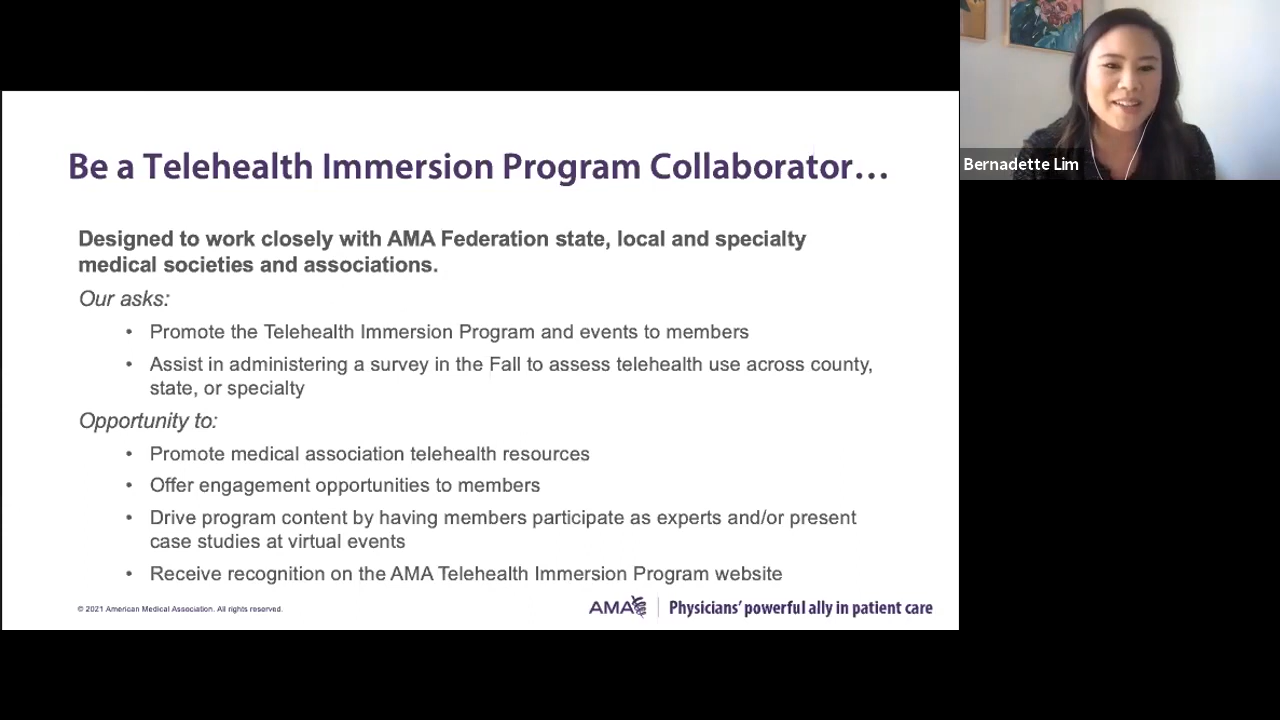 Be a Telehealth Immersion Program Collaborator…
Designed to work closely with AMA Federation state, local and specialty
medical societies and associations.
Our asks:
• Promote the Telehealth Immersion Program and events to members
• Assist in administering a survey in the Fall to assess telehealth use across county,
state, or specialty
Opportunity to:
• Promote medical association telehealth resources
• Offer engagement opportunities to members
• Drive program content by having members participate as experts and/or present
case studies at virtual events
• Receive recognition on the AMA Telehealth Immersion Program website
© 2021 American Medical Association. All rights reserved.
AMA Physicians' powerful ally in patient care
Bernadette Lim